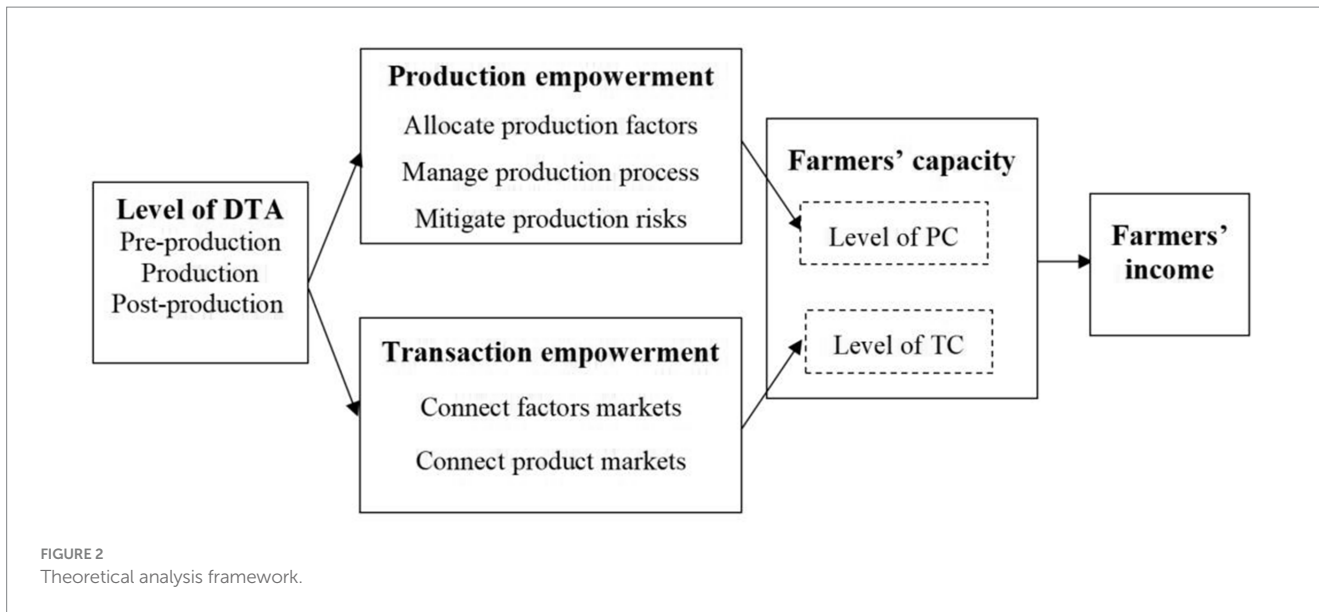 Level of DTA
Pre-production
Production
Post-production
Production empowerment
Allocate production factors
Manage production process
Mitigate production risks
Transaction empowerment
Connect factors markets
Connect product markets
Farmers’ capacity
Level of PC
Level of TC
Farmers’
income
FIGURE 2
Theoretical analysis framework.